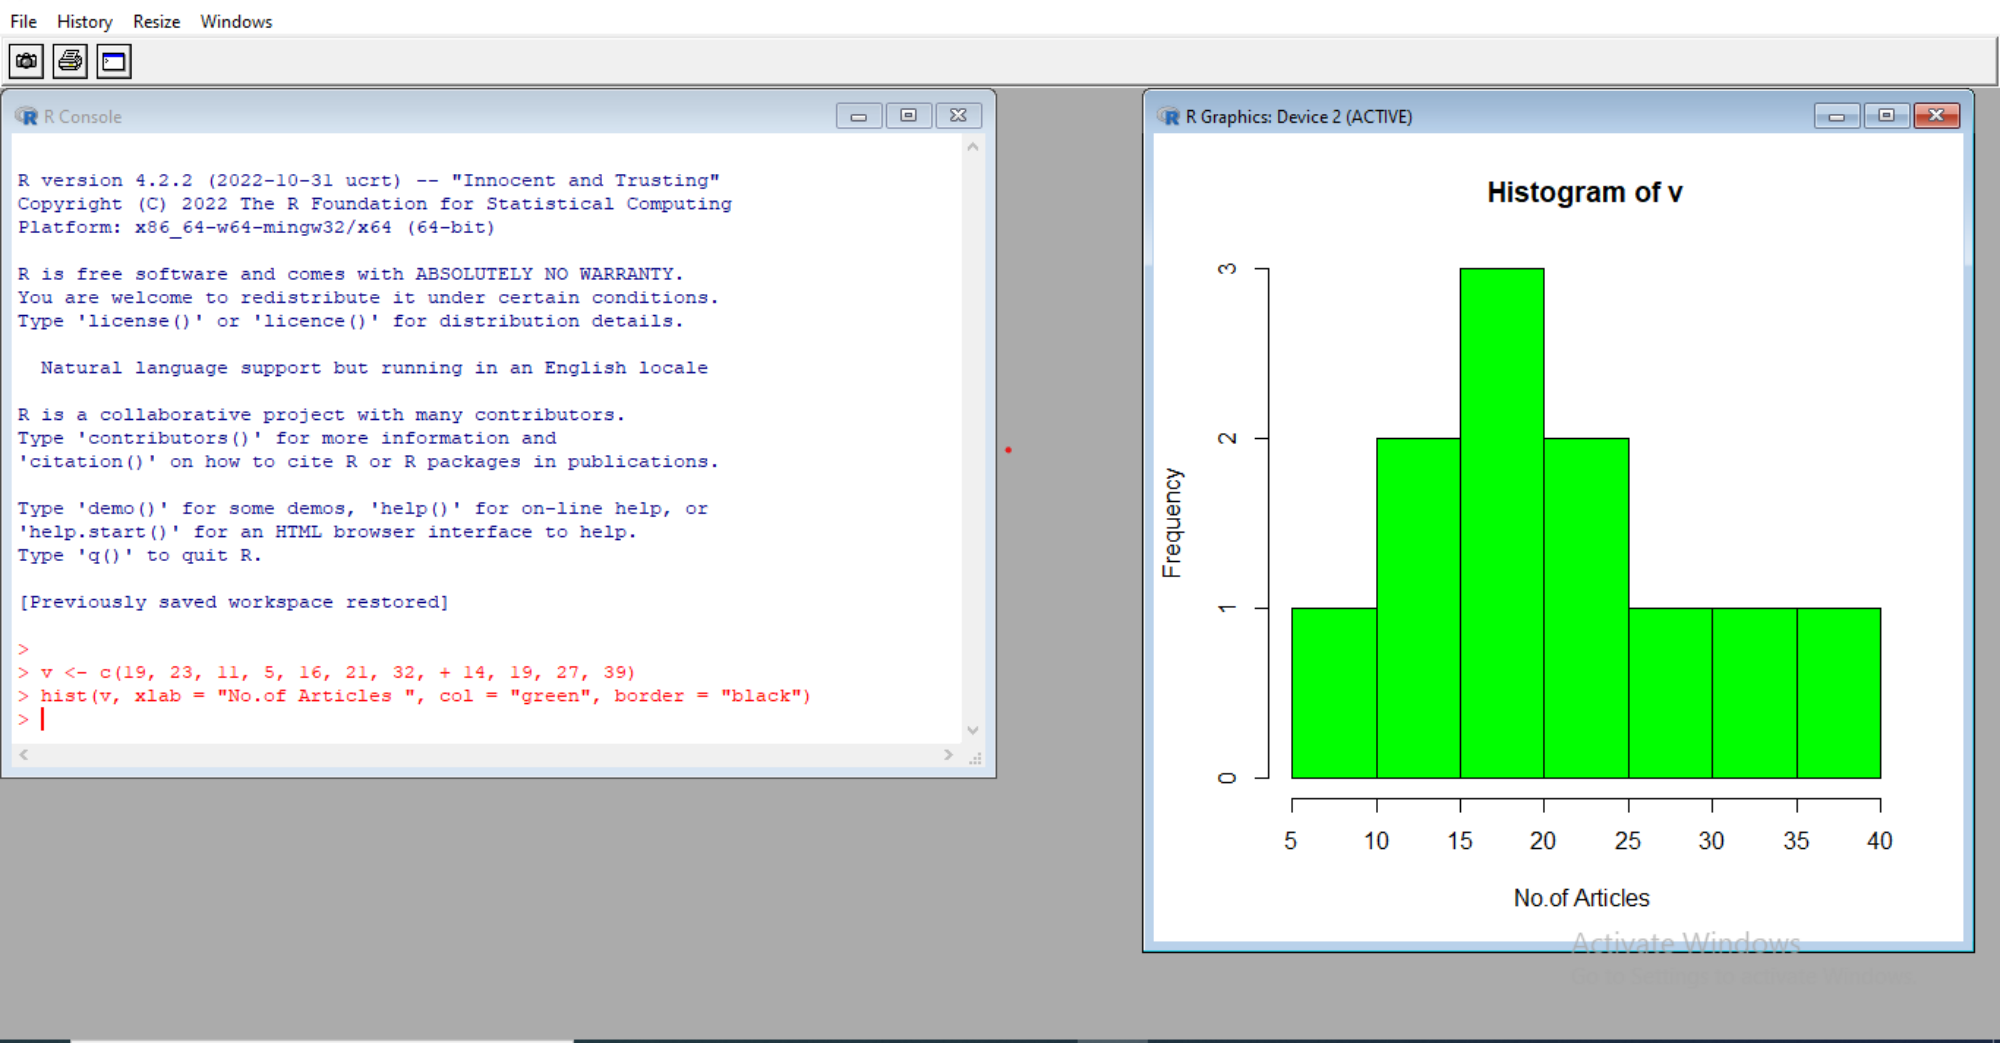 File History Resize Windows
R Console
R version 4.2.2 (2022-10-31 ucrt) -- "Innocent and Trusting"
Copyright (C) 2022 The R Foundation for Statistical Computing
Platform: x86_64-w64-mingw32/x64 (64-bit)
R is free software and comes with ABSOLUTELY NO WARRANTY.
You are welcome to redistribute it under certain conditions.
Type 'license()' or 'licence()' for distribution details.
Natural language support but running in an English locale
R is a collaborative project with many contributors.
Type 'contributors()' for more information and
'citation()' on how to cite R or R packages in publications.
Type 'demo()' for some demos, 'help()' for on-line help, or
'help.start()' for an HTML browser interface to help.
Type 'q()' to quit R.
[Previously saved workspace restored]
>
> v <- c(19, 23, 11, 5, 16, 21, 32, + 14, 19, 27, 39)
> hist(v, xlab = "No.of Articles ", col = "green", border = "black")
>
R Graphics: Device 2 (ACTIVE)
Histogram of v
3
2
1
0
Frequency
5 10 15 20 25 30 35 40
No.of Articles
Activate Windows
Go to Settings to activate Windows.